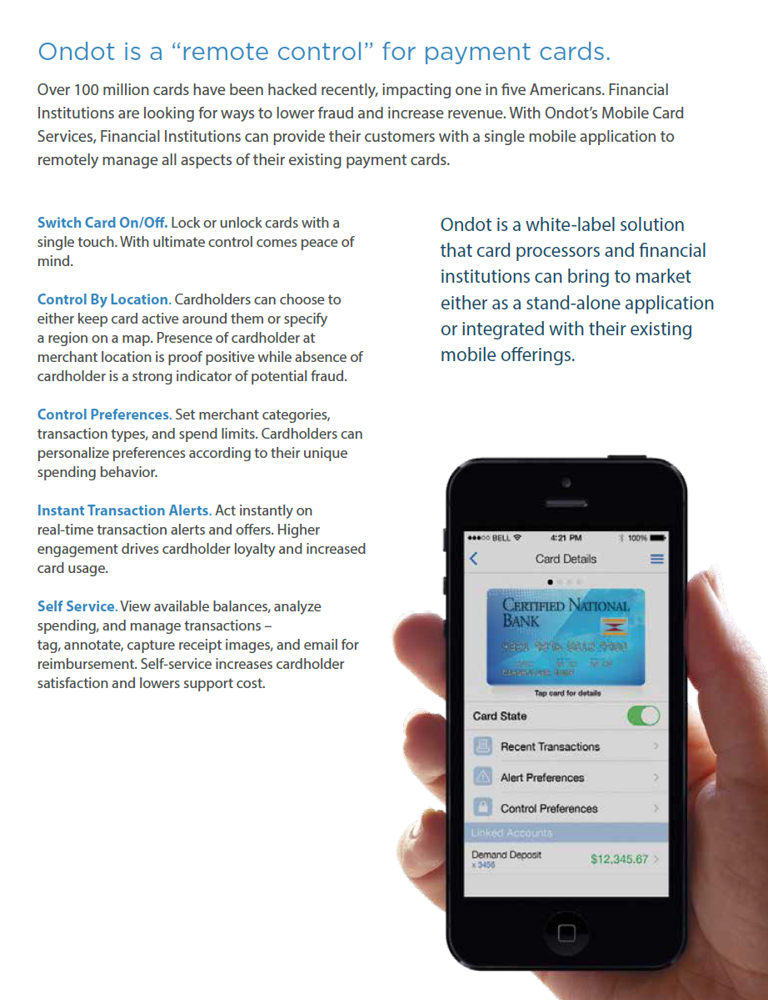 Ondot is a “remote control” for payment cards.
Over 100 million cards have been hacked recently, impacting one in five Americans. Financial
Institutions are looking for ways to lower fraud and increase revenue. With Ondot’s Mobile Card
Services, Financial Institutions can provide their customers with a single mobile application to
remotely manage all aspects of their existing payment cards.
Switch Card On/Off. Lock or unlock cards with a
single touch. With ultimate control comes peace of
mind.
Control By Location. Cardholders can choose to
either keep card active around them or specify
a region on a map. Presence of cardholder at
merchant location is proof positive while absence of
cardholder is a strong indicator of potential fraud.
Control Preferences. Set merchant categories,
transaction types, and spend limits. Cardholders can
personalize preferences according to their unique
spending behavior.
Instant Transaction Alerts. Act instantly on
real-time transaction alerts and offers. Higher
engagement drives cardholder loyalty and increased
card usage.
Self Service. View available balances, analyze
spending, and manage transactions –
tag, annotate, capture receipt images, and email for
reimbursement. Self-service increases cardholder
satisfaction and lowers support cost.
Ondot is a white-label solution
that card processors and financial
institutions can bring to market
either as a stand-alone application
or integrated with their existing
mobile offerings.
BELL 4:21 PM 100%
Card Details
CERTIFIED NATIONAL
BANK
Tap card for details
Card State
Recent Transactions
Alert Preferences
Control Preferences
Linked Accounts
Demand Deposit
x 3456
$12,345.67